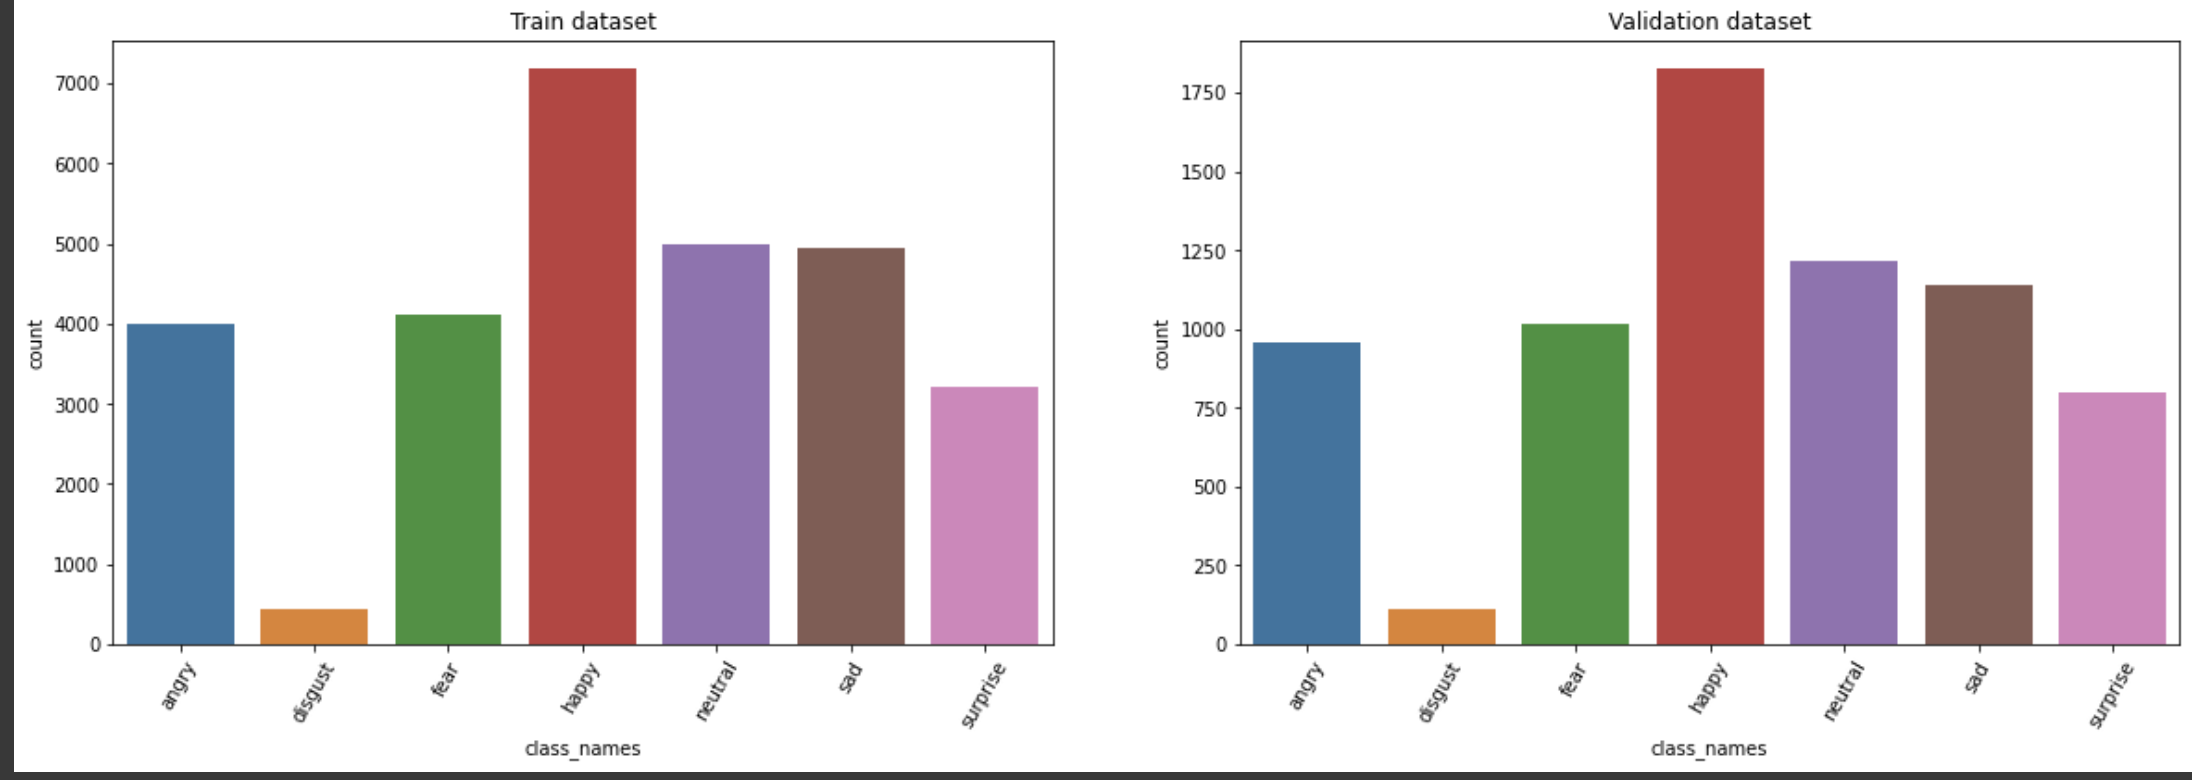 Train dataset
7000
6000
5000
4000
3000
2000
1000
0
count
angry
disgust
fear
happy
neutral
sad
surprise
class_names
Validation dataset
1750
1500
1250
1000
750
500
250
0
count
angry
disgust
fear
happy
neutral
sad
surprise
class_names